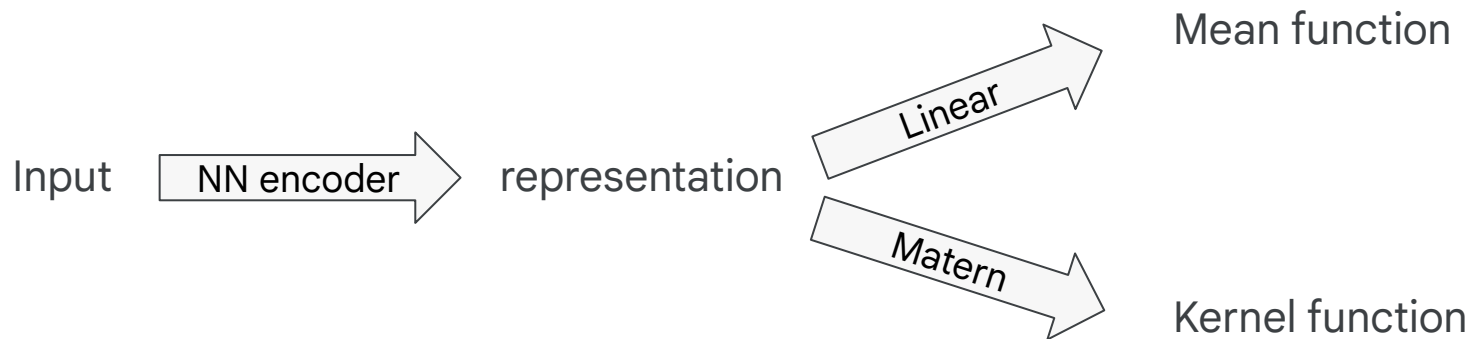 Mean function
Linear
Input
NN encoder
representation
Matern
Kernel function